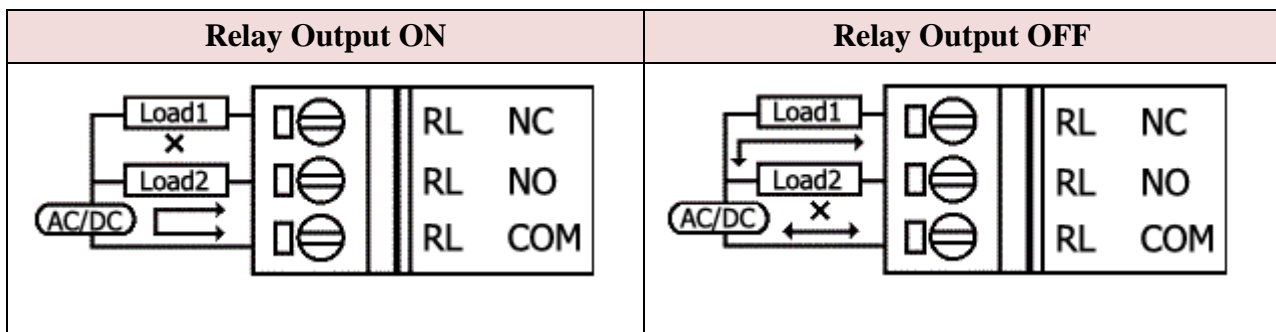 Relay Output ON
Relay Output OFF
Load1
RL NC
Load2
RL NO
AC/DC
RL COM
Load1
RL NC
Load2
RL NO
AC/DC
RL COM